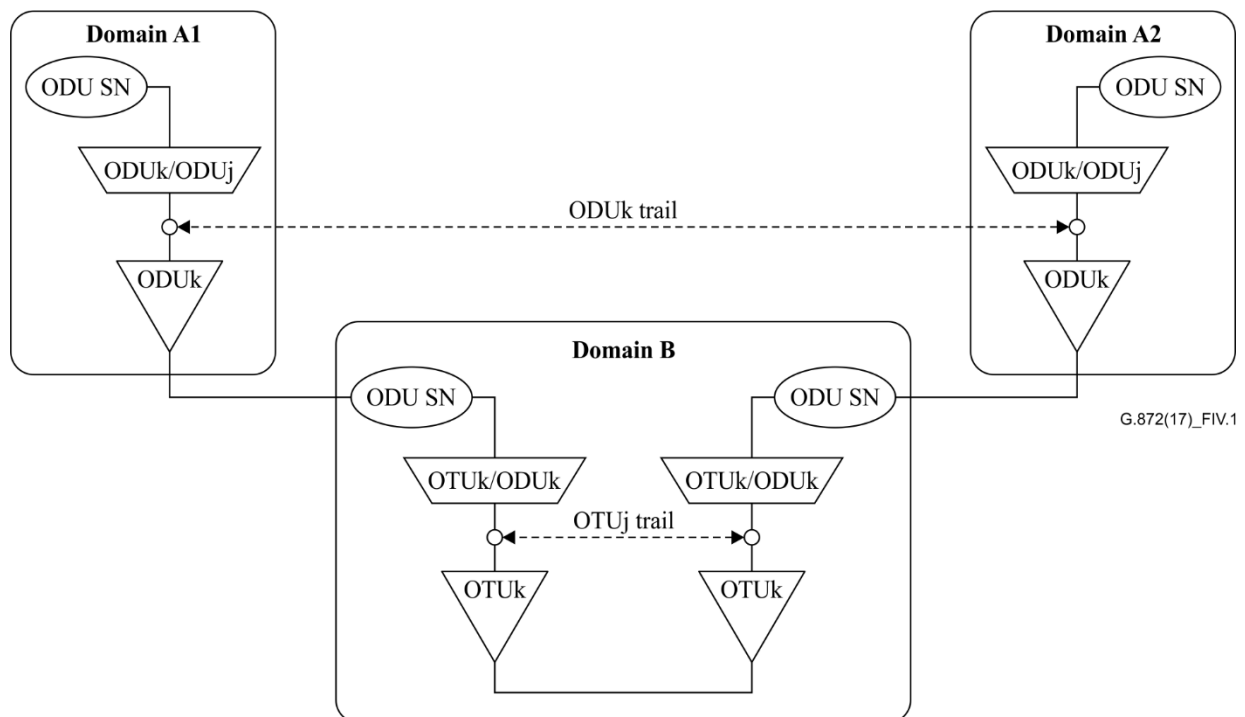 Domain A1
Domain A2
ODU SN
ODU SN
ODUk/ODUj
ODUk/ODUj
ODUk trail
ODUk
ODUk
Domain B
ODU SN
ODU SN
G.872(17)_FIV.1
OTUk/ODUk
OTUk/ODUk
OTUj trail
OTUk
OTUk